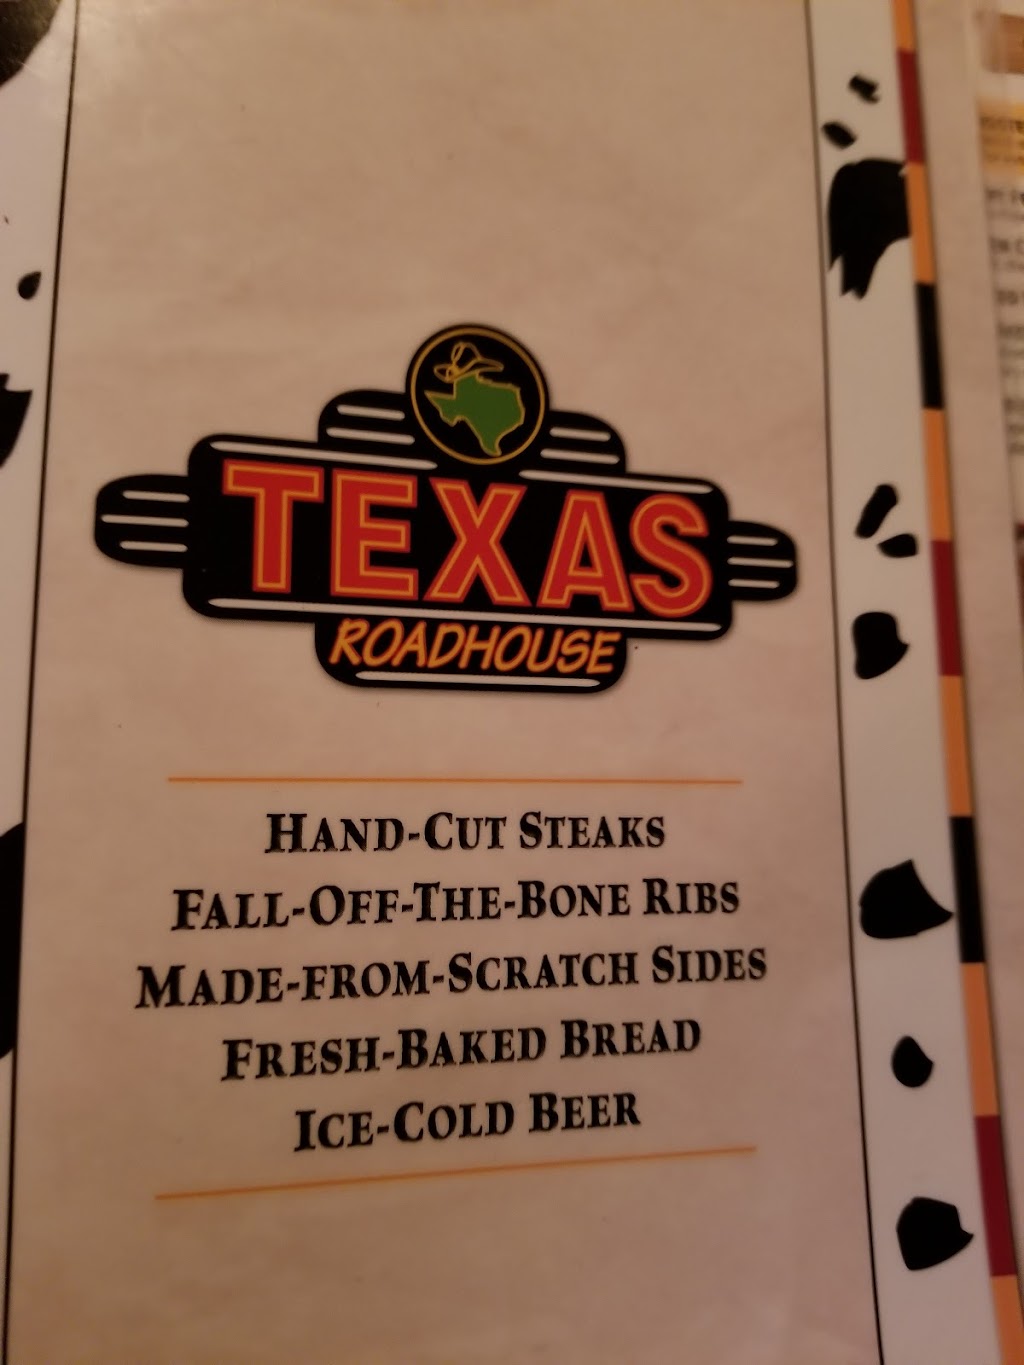 TEXAS
ROADHOUSE
HAND-CUT STEAKS
FALL-OFF-THE-BONE RIBS
MADE-FROM-SCRATCH SIDES
FRESH-BAKED BREAD
ICE-COLD BEER